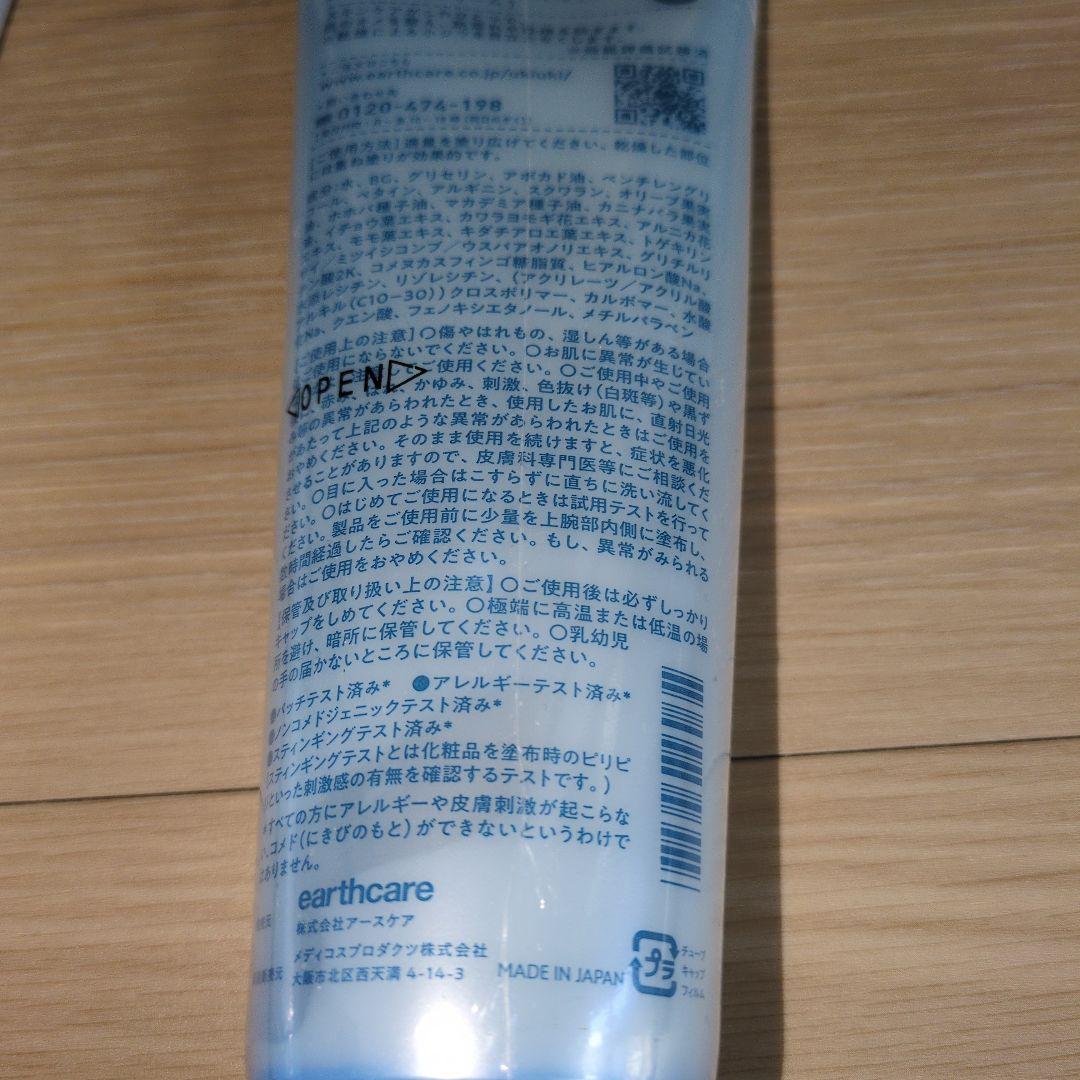 www.earthcare.co.jp/ukiuki/
0120-474-198
【ご使用方法】適量を塗り広げてください。乾燥した部位
には重ね塗りが効果的です。
水、BG、グリセリン、アボカド油、ペンチレングリ
コール、ベタイン、アルギニン、スクワラン、オリーブ果実
油、ホホバ種子油、マカデミア種子油、カニナバラ果実
油、イチョウ葉エキス、カワラヨモギ花エキス、アルニカ花
エキス、モモ葉エキス、キダチアロエ葉エキス、トゲキリン
サイ/ミツイシコンブ/ウスバアオノリエキス、グリチルリ
チン酸2K、コメヌカスフィンゴ糖脂質、ヒアルロン酸Na、
水添レシチン、リゾレシチン、(アクリレーツ/アクリル酸
アルキル(C10-30))クロスポリマー、カルボマー、水酸
化Na、クエン酸、フェノキシエタノール、メチルパラベン
【ご使用上の注意】○傷やはれもの、湿しん等がある場合
ご使用にならないでください。○お肌に異常が生じてい
ご使用ください。○ご使用中やご使用
◁OPEN▷
かゆみ、刺激、色抜け(白斑等)や黒ず
み等の異常があらわれたとき、使用したお肌に、直射日光
があたって上記のような異常があらわれたときはご使用を
おやめください。そのまま使用を続けますと、症状を悪化
させることがありますので、皮膚科専門医等にご相談くだ
さい。○目に入った場合はこすらずに直ちに洗い流してく
ださい。○はじめてご使用になるときは試用テストを行って
ください。製品をご使用前に少量を上腕部内側に塗布し、
数時間経過したらご確認ください。もし、異常がみられる
場合はご使用をおやめください。
【保管及び取り扱い上の注意】○ご使用後は必ずしっかり
キャップをしめてください。○極端に高温または低温の場
所を避け、暗所に保管してください。○乳幼児
の手の届かないところに保管してください。
●パッチテスト済み* ●アレルギーテスト済み*
●ノンコメドジェニックテスト済み*
●スティンギングテスト済み*
(スティンギングテストとは化粧品を塗布時のピリピ
リといった刺激感の有無を確認するテストです。)
*すべての方にアレルギーや皮膚刺激が起こらな
い、コメド(にきびのもと)ができないというわけで
はありません。
earthcare
株式会社アースケア
メディコスプロダクツ株式会社
大阪市北区西天満 4-14-3
MADE IN JAPAN
プラ
チューブ
キャップ
フィルム